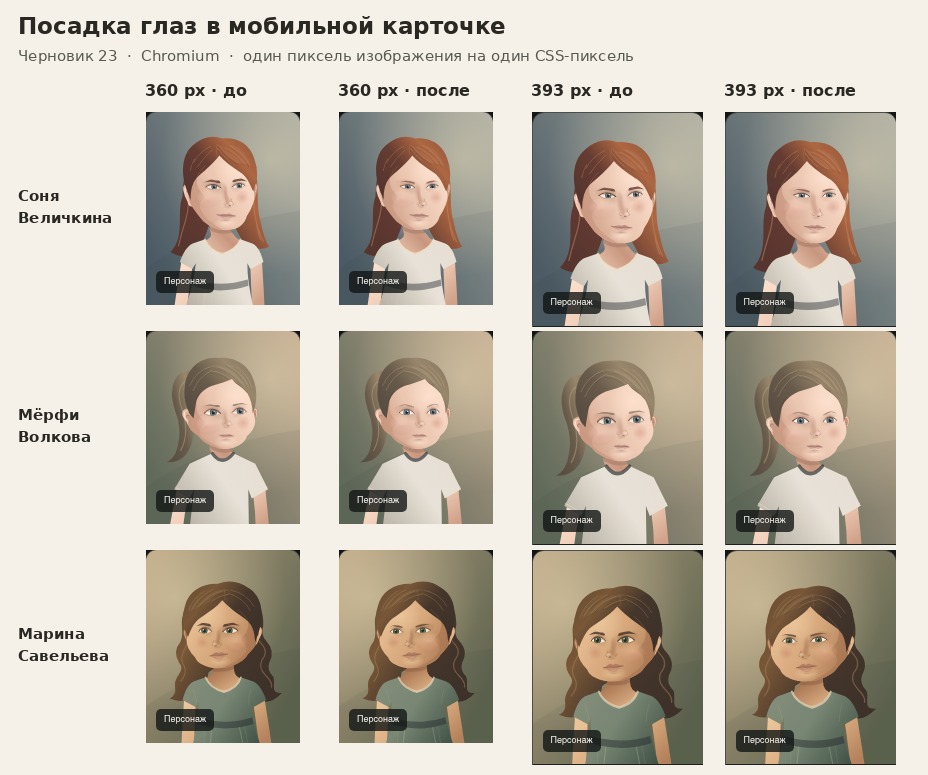 Посадка глаз в мобильной карточке
Черновик 23 · Chromium · один пиксель изображения на один CSS-пиксель
360 px · до
360 px · после
393 px · до
393 px · после
Соня
Величкина
Персонаж
Персонаж
Персонаж
Персонаж
Мёрфи
Волкова
Персонаж
Персонаж
Персонаж
Персонаж
Марина
Савельева
Персонаж
Персонаж
Персонаж
Персонаж